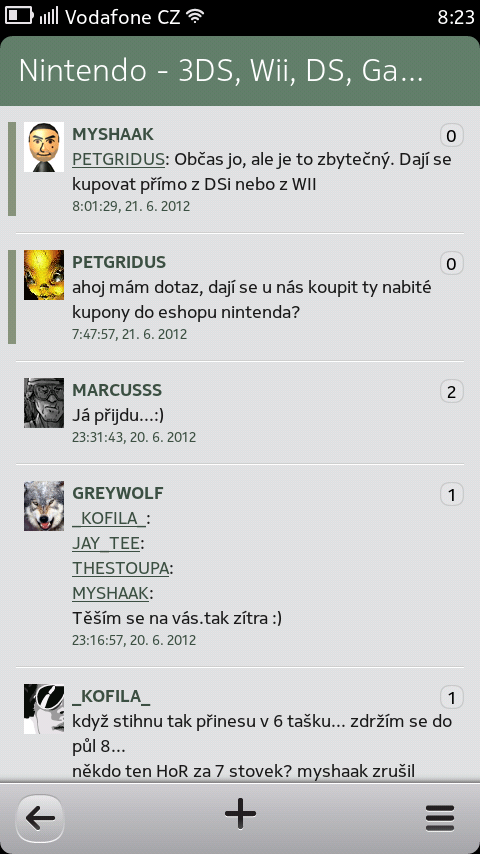 Vodafone CZ 8:23
Nintendo - 3DS, Wii, DS, Ga...
MYSHAAK 0
PETGRIDUS: Občas jo, ale je to zbytečný. Dají se
kupovat přímo z DSi nebo z WII
8:01:29, 21. 6. 2012
PETGRIDUS 0
ahoj mám dotaz, dají se u nás koupit ty nabité
kupony do eshopu nintenda?
7:47:57, 21. 6. 2012
MARCUSSS 2
Já přijdu...:)
23:31:43, 20. 6. 2012
GREYWOLF 1
_KOFILA_:
JAY_TEE:
THESTOUPA:
MYSHAAK:
Těším se na vás.tak zítra :)
23:16:57, 20. 6. 2012
_KOFILA_ 1
když stihnu tak přinesu v 6 tašku... zdržím se do
půl 8...
někdo ten HoR za 7 stovek? myshaak zrušil